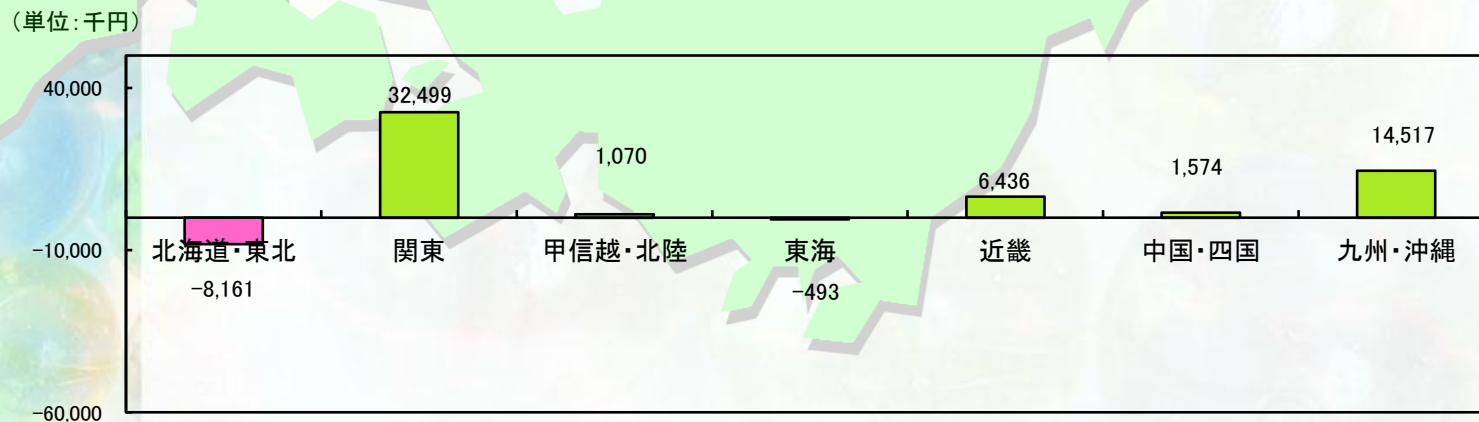 （単位：千円）
40,000
32,499
1,070
14,517
6,436
1,574
−10,000
北海道・東北
関東
甲信越・北陸
東海
近畿
中国・四国
九州・沖縄
−8,161
−493
−60,000